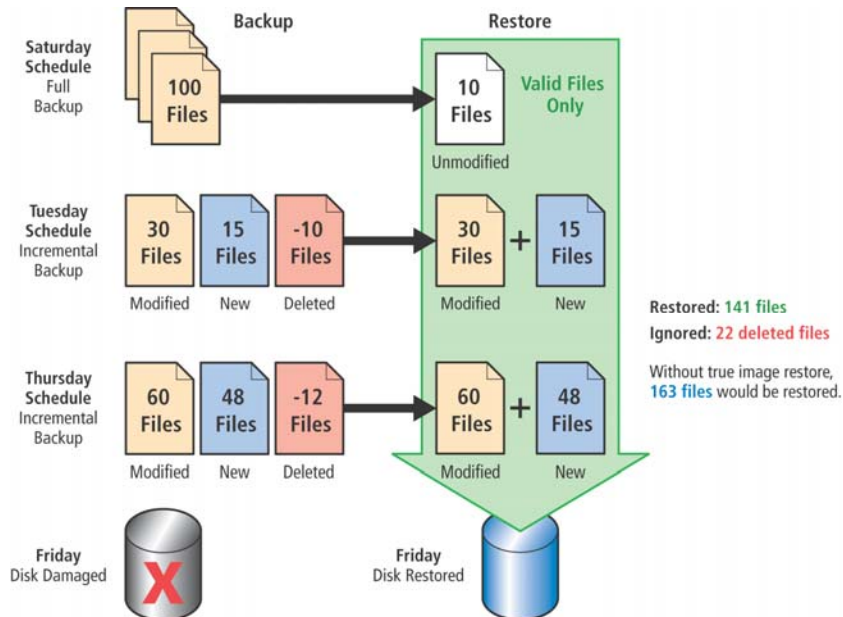 Backup
Restore
Saturday
Schedule
Full
Backup
100
Files
10
Files
Unmodified
Valid Files
Only
Tuesday
Schedule
Incremental
Backup
30
Files
Modified
15
Files
New
-10
Files
Deleted
30
Files
Modified
+
15
Files
New
Restored: 141 files
Ignored: 22 deleted files
Without true image restore,
163 files would be restored.
Thursday
Schedule
Incremental
Backup
60
Files
Modified
48
Files
New
-12
Files
Deleted
60
Files
Modified
+
48
Files
New
Friday
Disk Damaged
X
Friday
Disk Restored